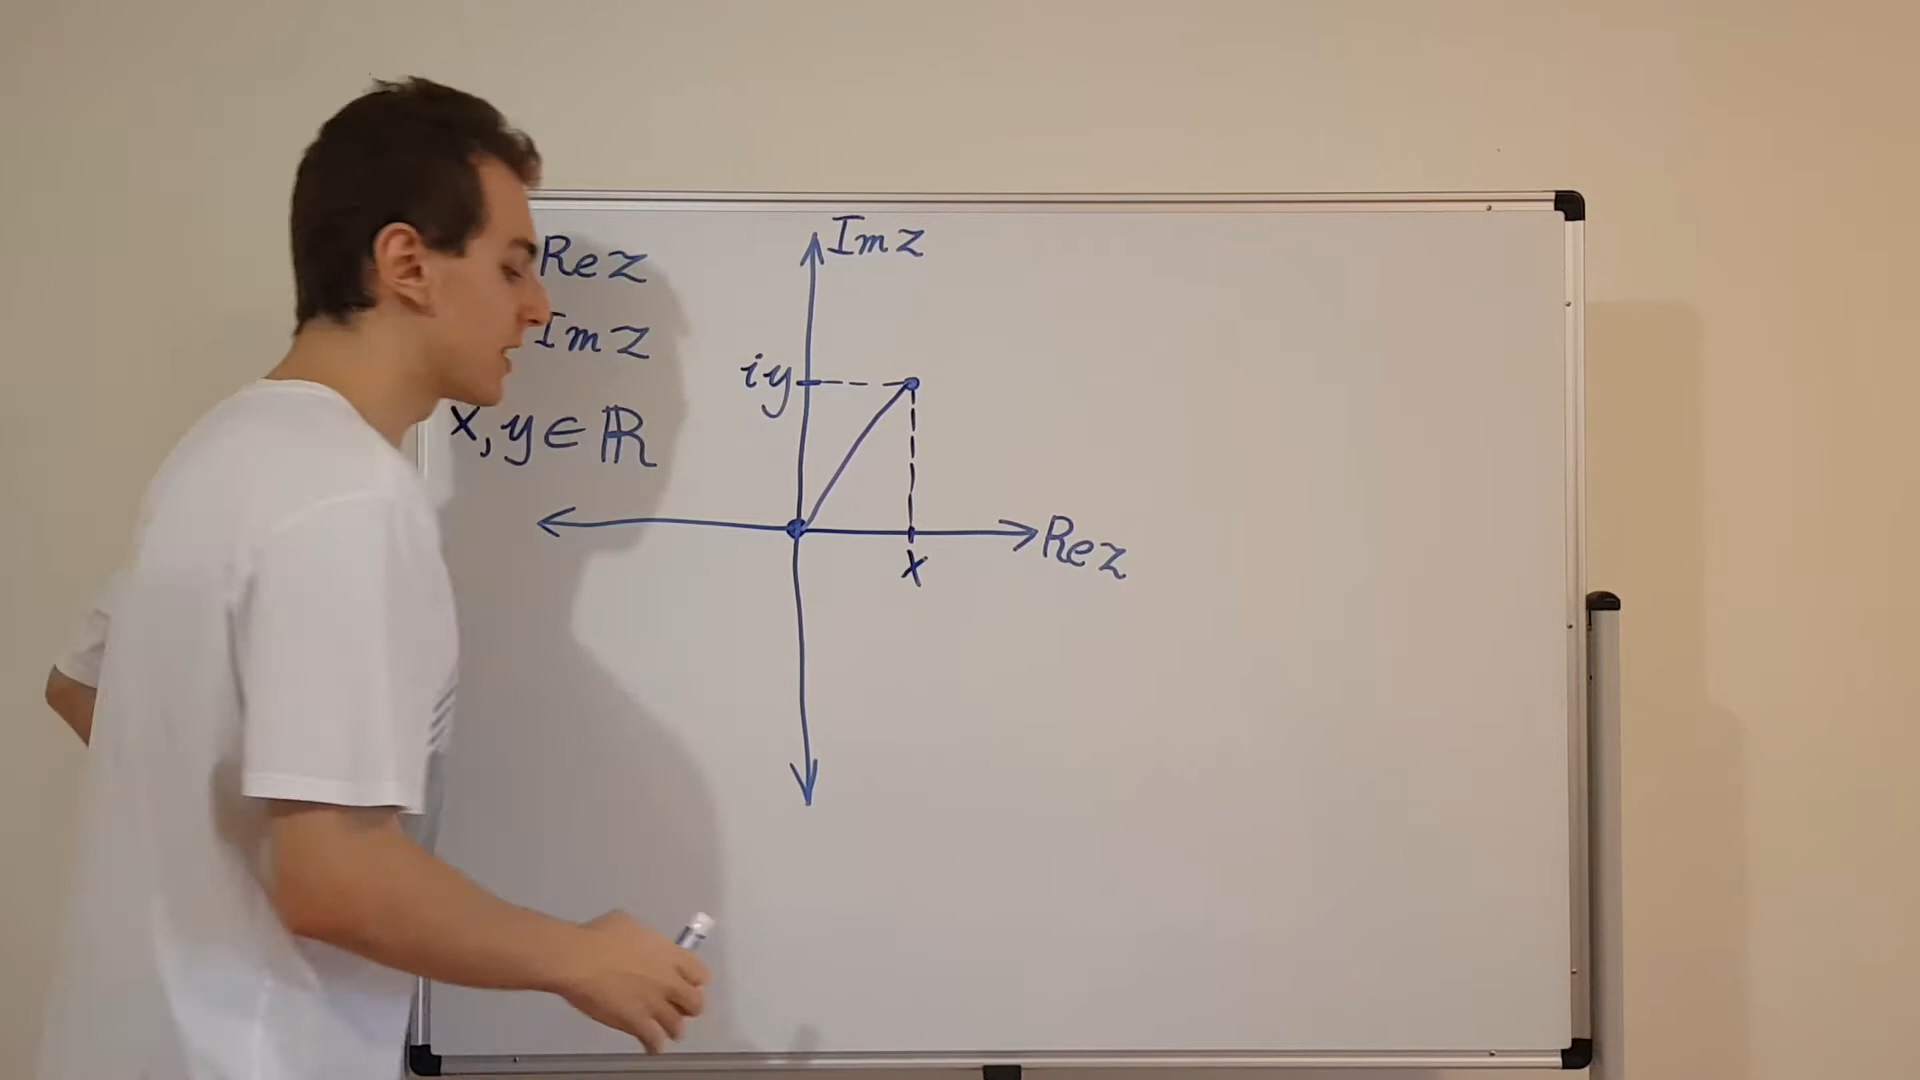 Re z
Im z
x, y ∈ ℝ
Im z
iy
x
Re z